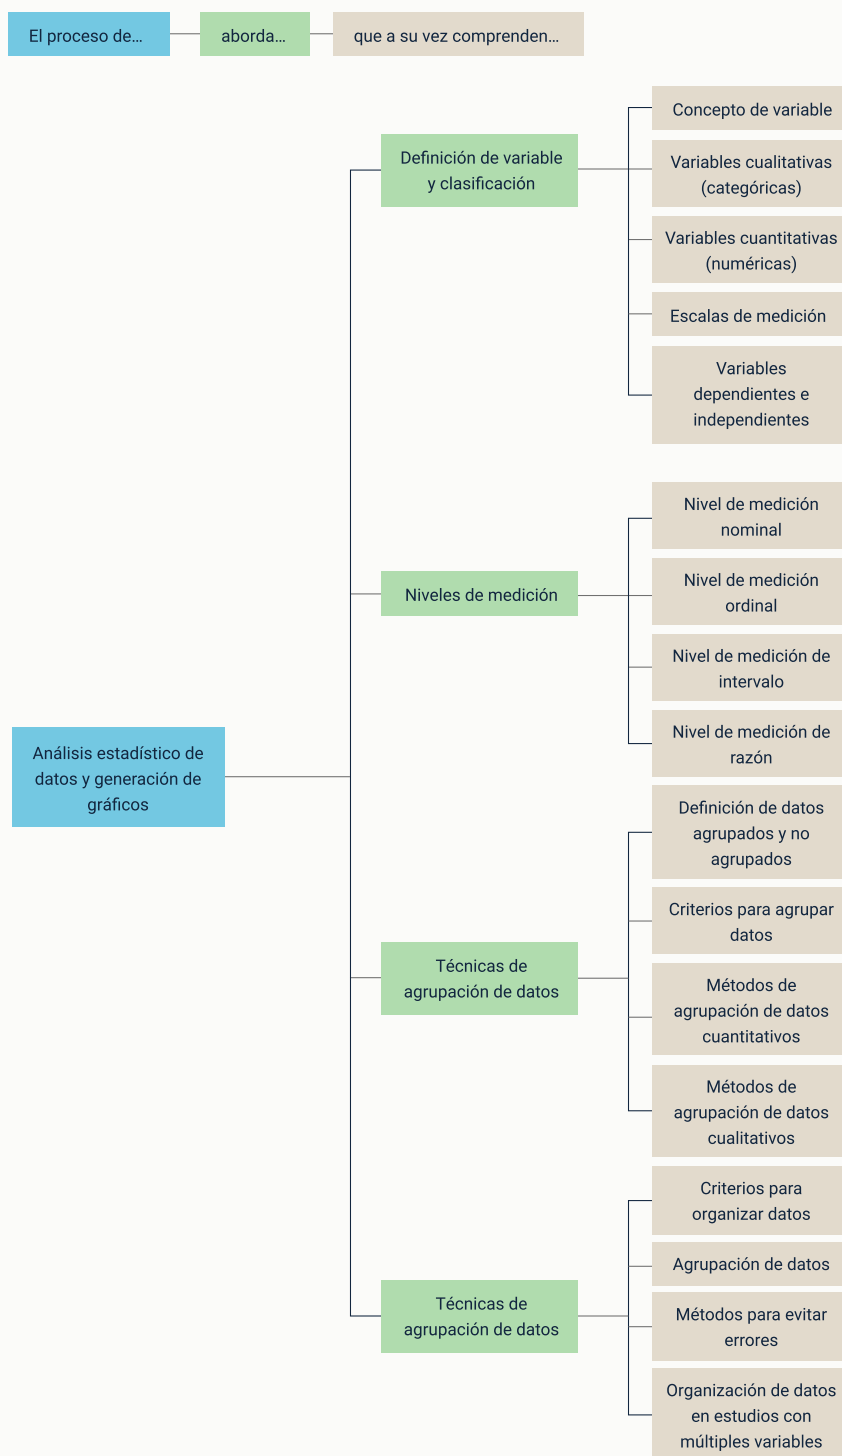 El proceso de...
aborda...
que a su vez comprenden...
Concepto de variable
Definición de variable
y clasificación
Variables cualitativas
(categóricas)
Variables cuantitativas
(numéricas)
Escalas de medición
Variables
dependientes e
independientes
Nivel de medición
nominal
Niveles de medición
Nivel de medición
ordinal
Nivel de medición de
intervalo
Nivel de medición de
razón
Análisis estadístico de
datos y generación de
gráficos
Definición de datos
agrupados y no
agrupados
Criterios para agrupar
datos
Técnicas de
agrupación de datos
Métodos de
agrupación de datos
cuantitativos
Métodos de
agrupación de datos
cualitativos
Criterios para
organizar datos
Agrupación de datos
Técnicas de
agrupación de datos
Métodos para evitar
errores
Organización de datos
en estudios con
múltiples variables